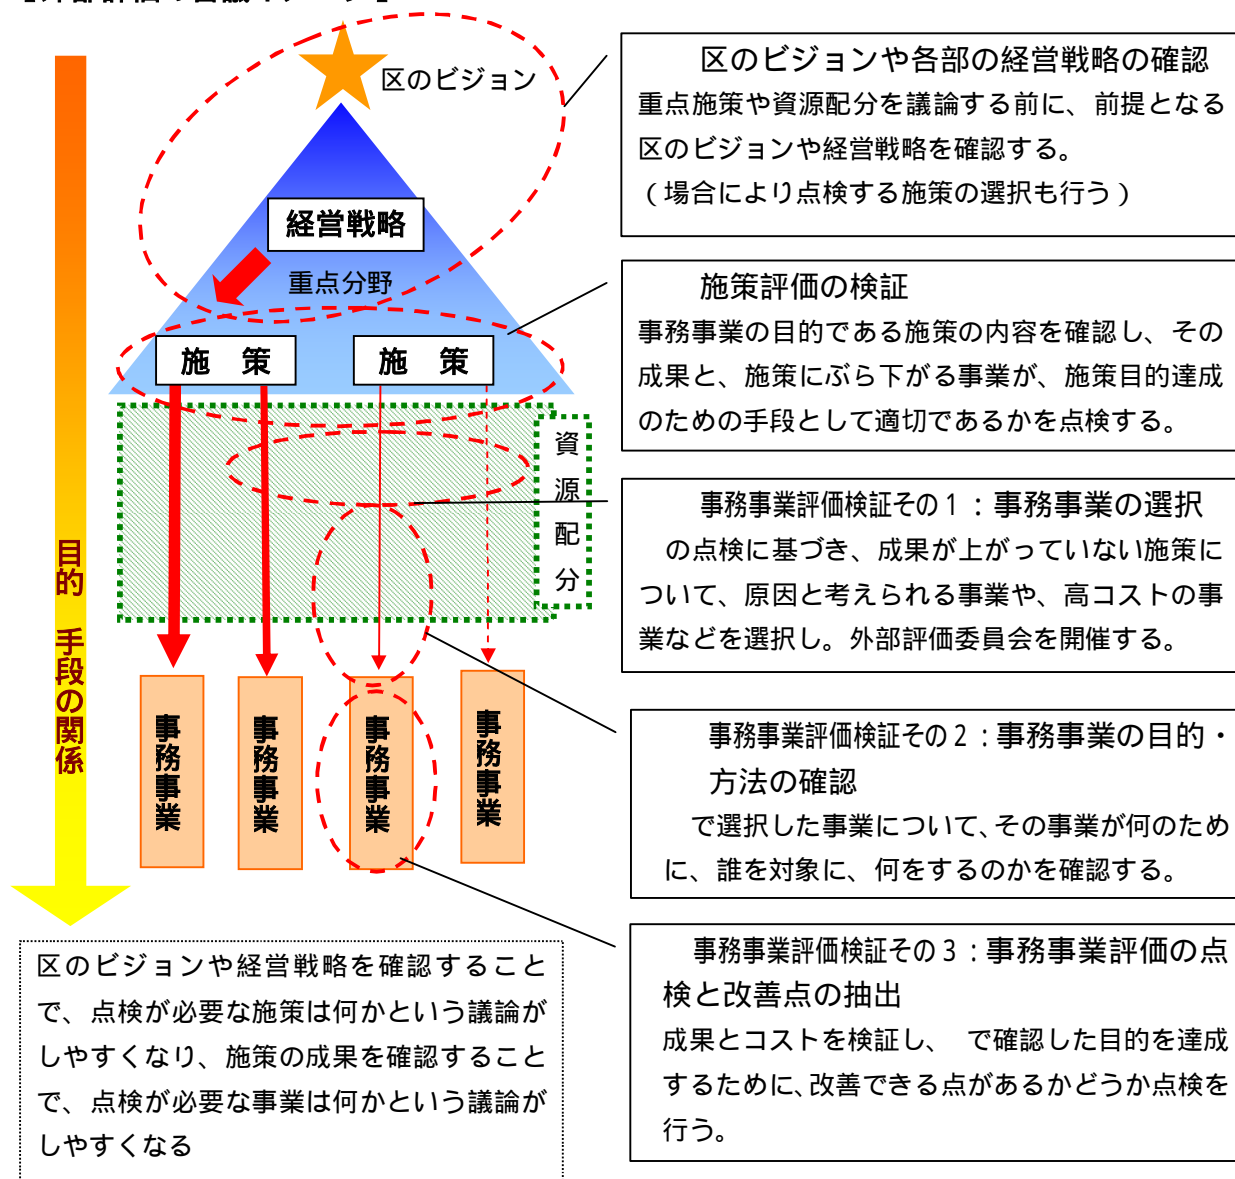 区のビジョン
経営戦略
重点分野
施 策
施 策
資源配分
目的 手段の関係
事務事業
事務事業
事務事業
事務事業
区のビジョンや各部の経営戦略の確認
重点施策や資源配分を議論する前に、前提となる
区のビジョンや経営戦略を確認する。
(場合により点検する施策の選択も行う)
施策評価の検証
事務事業の目的である施策の内容を確認し、その
成果と、施策にぶら下がる事業が、施策目的達成
のための手段として適切であるかを点検する。
事務事業評価検証その1:事務事業の選択
の点検に基づき、成果が上がっていない施策に
ついて、原因と考えられる事業や、高コストの事
業などを選択し。外部評価委員会を開催する。
事務事業評価検証その2:事務事業の目的・
方法の確認
で選択した事業について、その事業が何のため
に、誰を対象に、何をするのかを確認する。
事務事業評価検証その3:事務事業評価の点
検と改善点の抽出
成果とコストを検証し、 で確認した目的を達成
するために、改善できる点があるかどうか点検を
行う。
区のビジョンや経営戦略を確認すること
で、点検が必要な施策は何かという議論が
しやすくなり、施策の成果を確認すること
で、点検が必要な事業は何かという議論が
しやすくなる